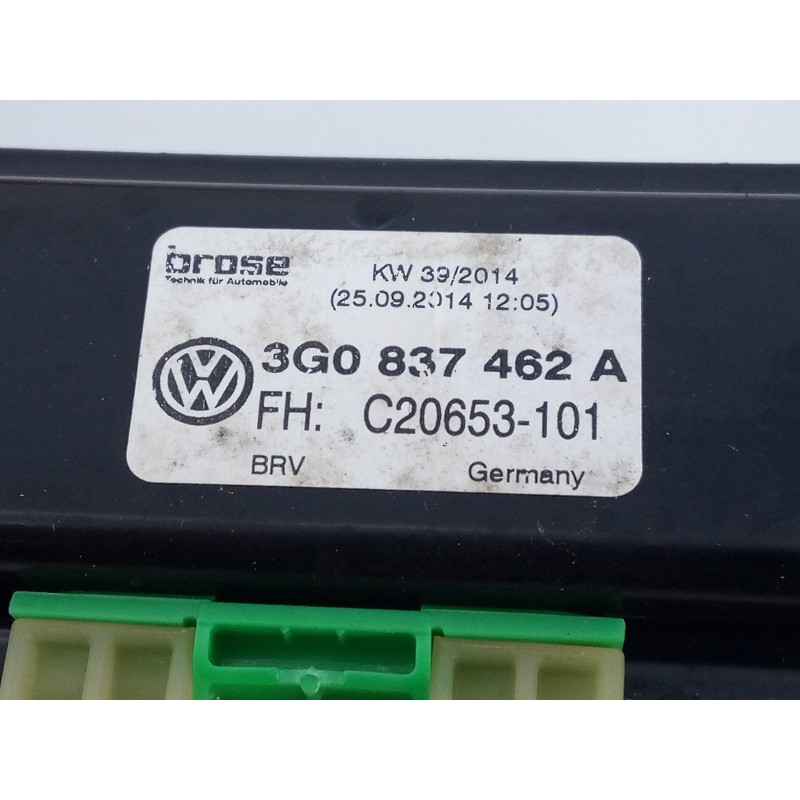 brose
Technik für Automobile
KW 39/2014
(25.09.2014 12:05)
3G0 837 462 A
FH: C20653-101
BRV
Germany